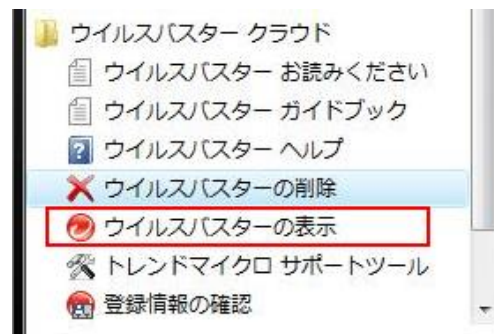 ウイルスバスター クラウド
ウイルスバスター お読みください
ウイルスバスター ガイドブック
ウイルスバスター ヘルプ
ウイルスバスターの削除
ウイルスバスターの表示
トレンドマイクロ サポートツール
登録情報の確認